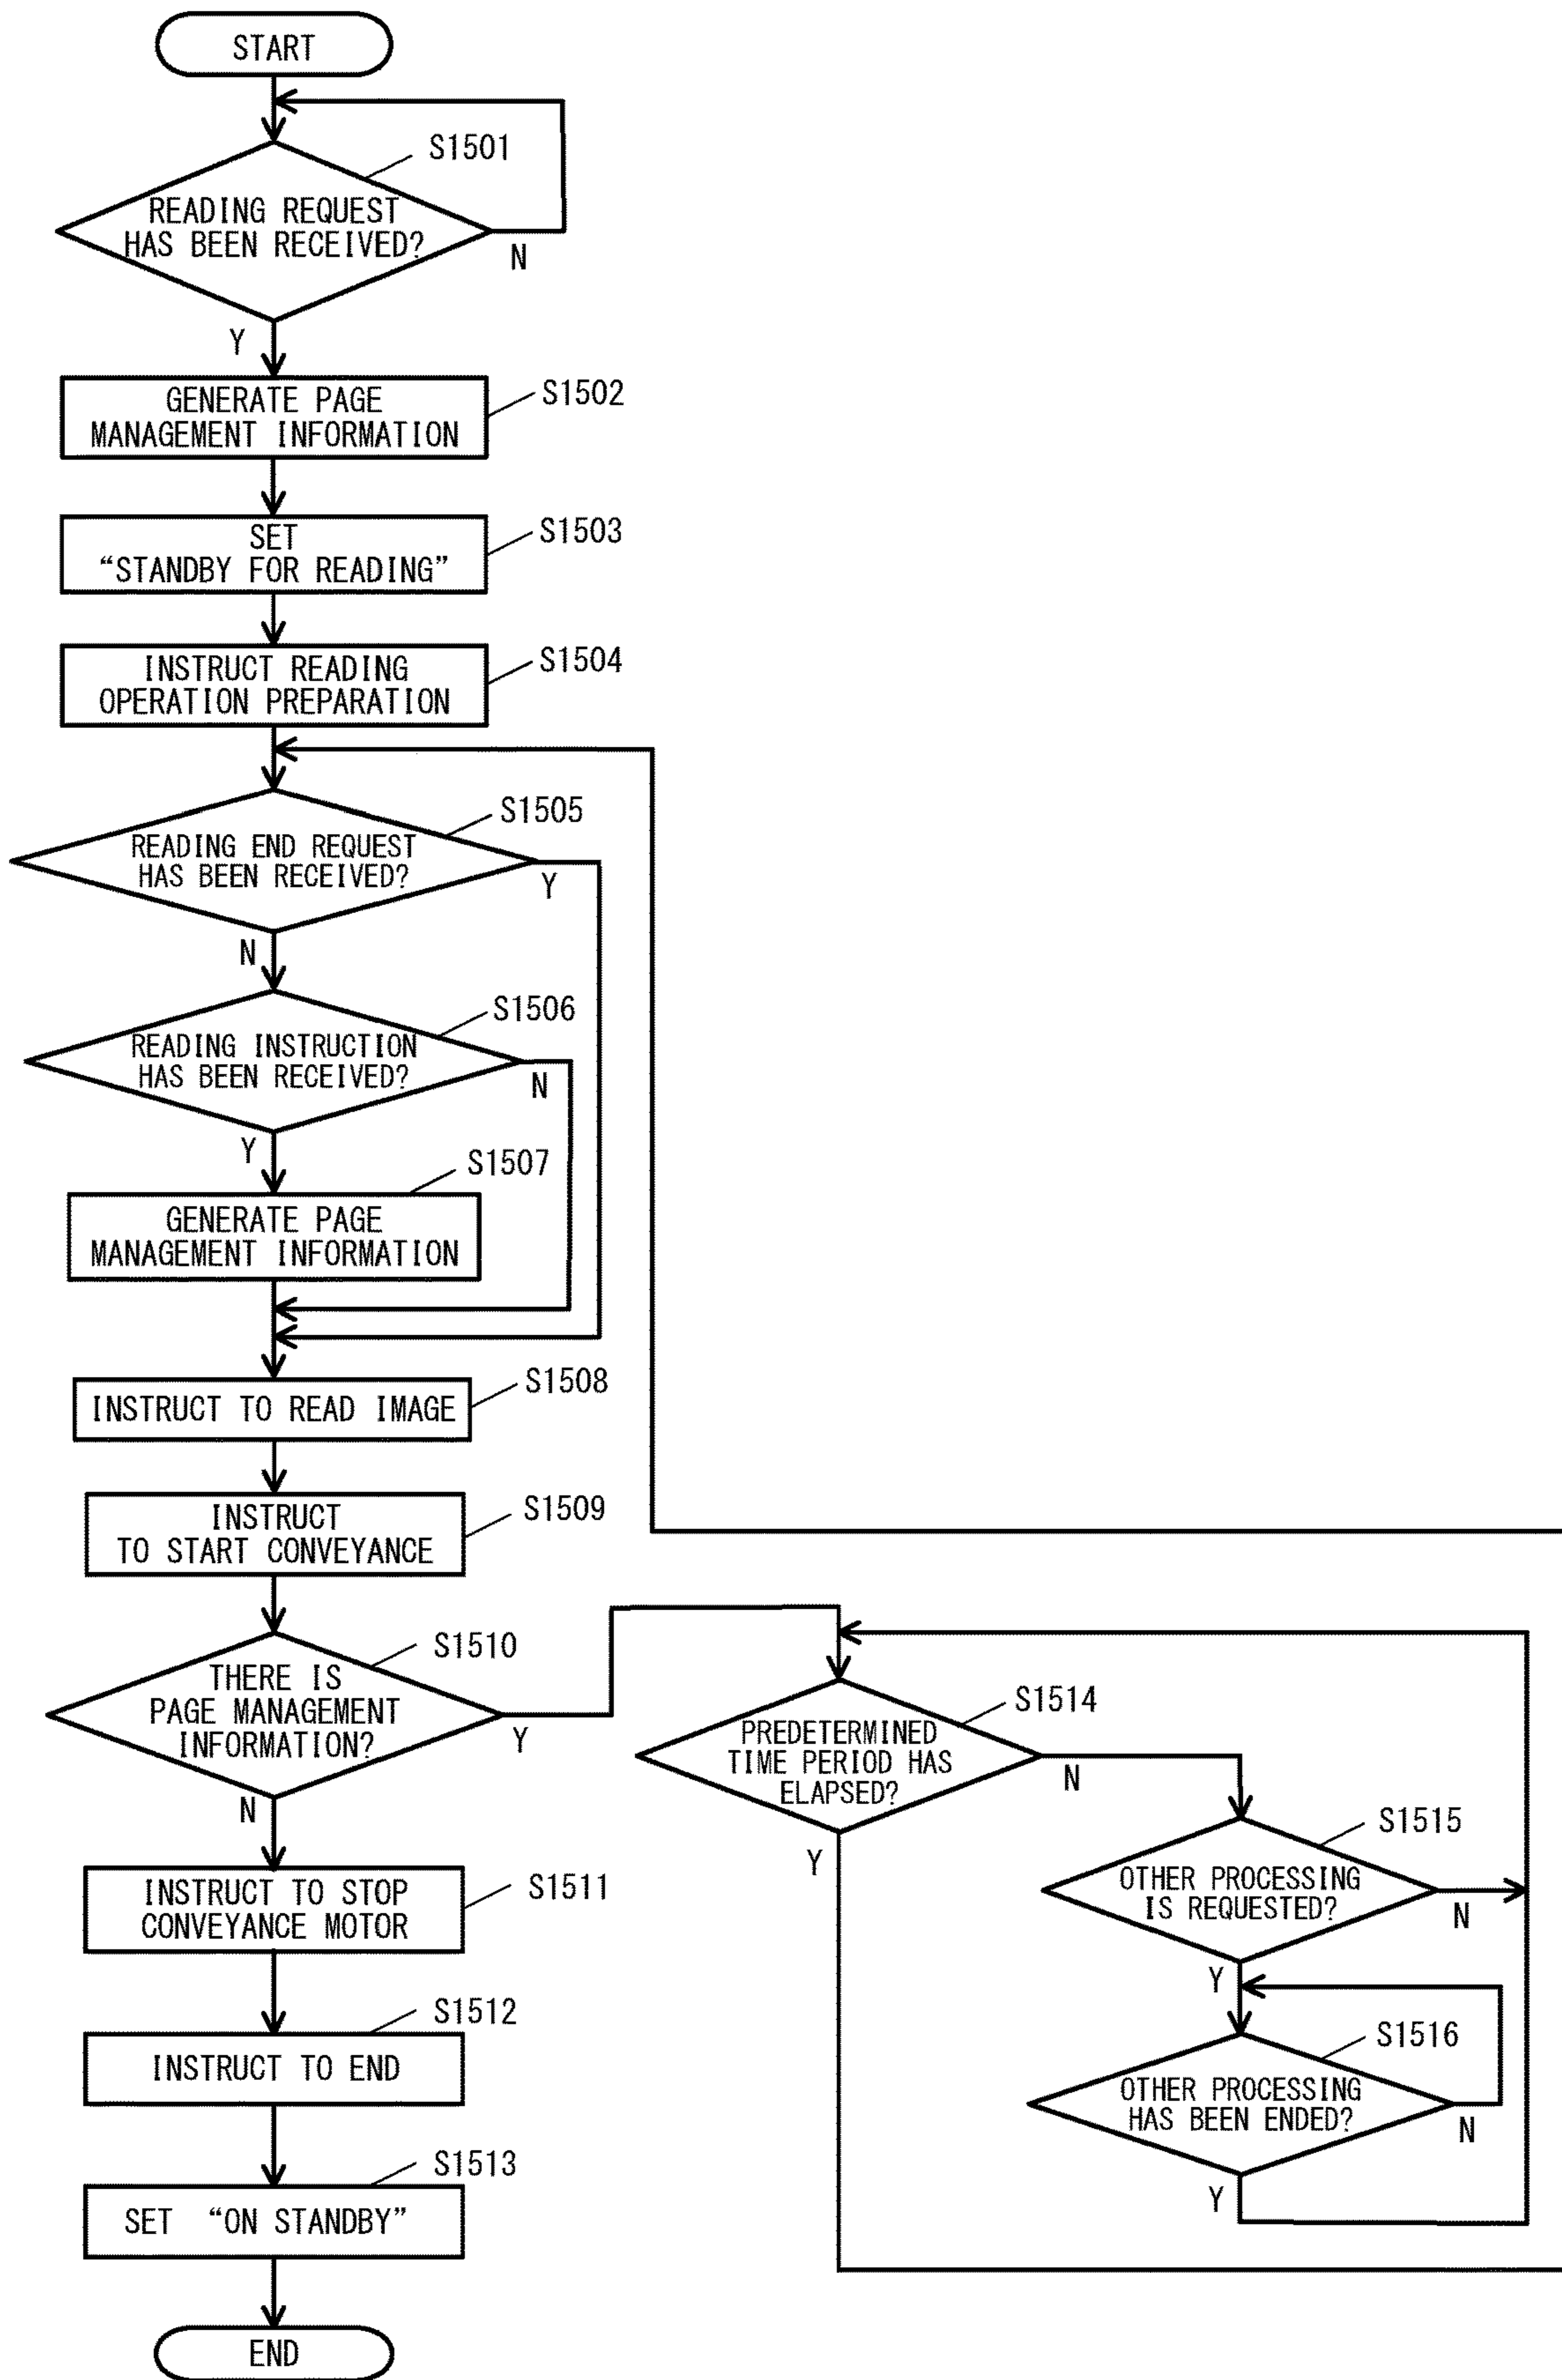 START
S1501
READING REQUEST
HAS BEEN RECEIVED?
N
Y
GENERATE PAGE
MANAGEMENT INFORMATION
S1502
SET
“STANDBY FOR READING”
S1503
INSTRUCT READING
OPERATION PREPARATION
S1504
S1505
READING END REQUEST
HAS BEEN RECEIVED?
Y
N
S1506
READING INSTRUCTION
HAS BEEN RECEIVED?
N
Y
S1507
GENERATE PAGE
MANAGEMENT INFORMATION
S1508
INSTRUCT TO READ IMAGE
S1509
INSTRUCT
TO START CONVEYANCE
S1510
THERE IS
PAGE MANAGEMENT
INFORMATION?
Y
N
S1511
INSTRUCT TO STOP
CONVEYANCE MOTOR
S1512
INSTRUCT TO END
S1513
SET “ON STANDBY”
END
S1514
PREDETERMINED
TIME PERIOD HAS
ELAPSED?
N
Y
S1515
OTHER PROCESSING
IS REQUESTED?
N
Y
S1516
OTHER PROCESSING
HAS BEEN ENDED?
N
Y